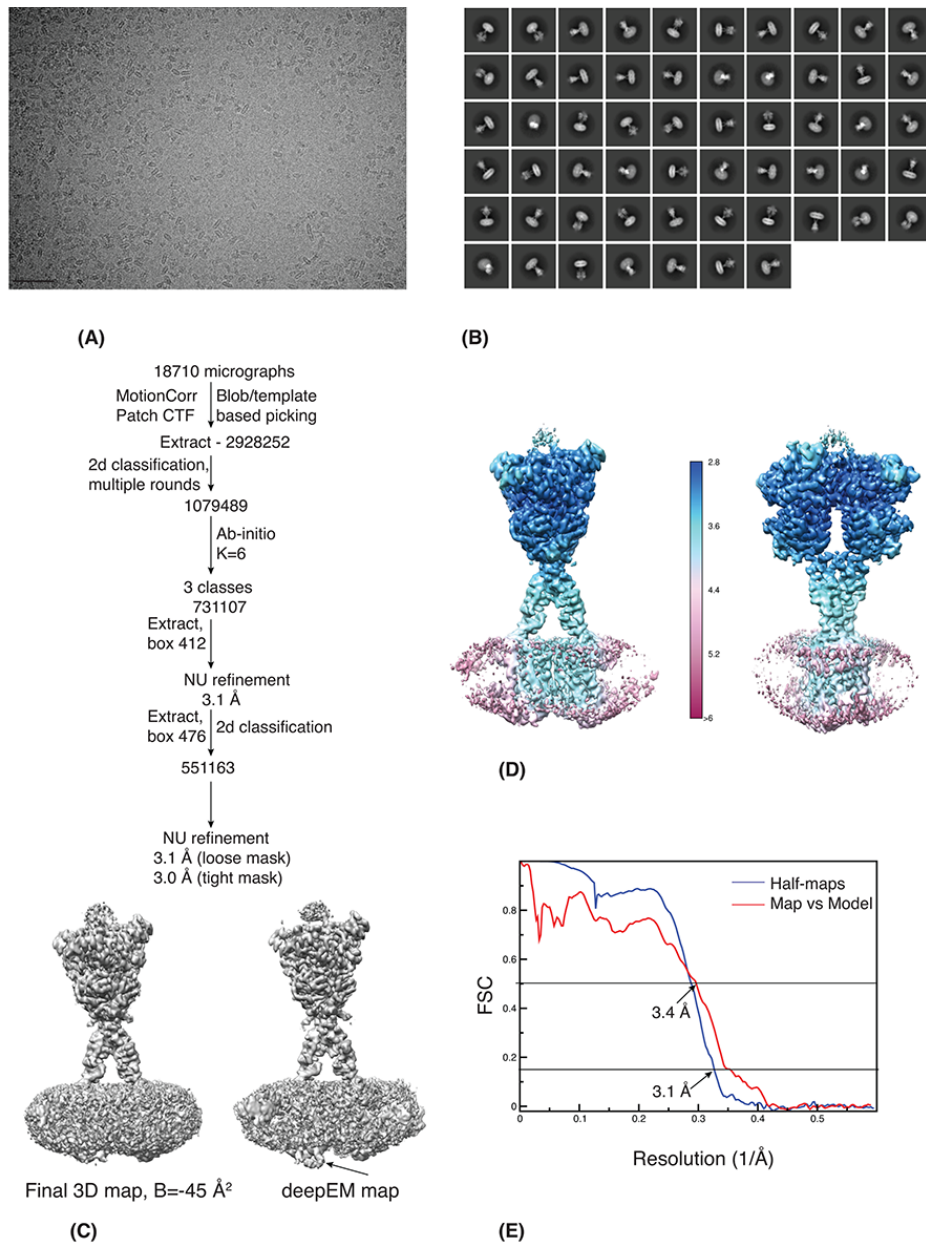 (A)
(B)
18710 micrographs
MotionCorr
Patch CTF
Blob/template
based picking
Extract - 2928252
2d classification,
multiple rounds
1079489
Ab-initio
K=6
3 classes
731107
Extract,
box 412
NU refinement
3.1 Å
Extract,
box 476
2d classification
551163
NU refinement
3.1 Å (loose mask)
3.0 Å (tight mask)
Final 3D map, B=-45 Å²
deepEM map
(C)
2.8
3.6
4.4
5.2
>6
(D)
Half-maps
Map vs Model
FSC
0.8
0.6
0.4
0.2
0
3.4 Å
3.1 Å
0
0.1
0.2
0.3
0.4
0.5
Resolution (1/Å)
(E)